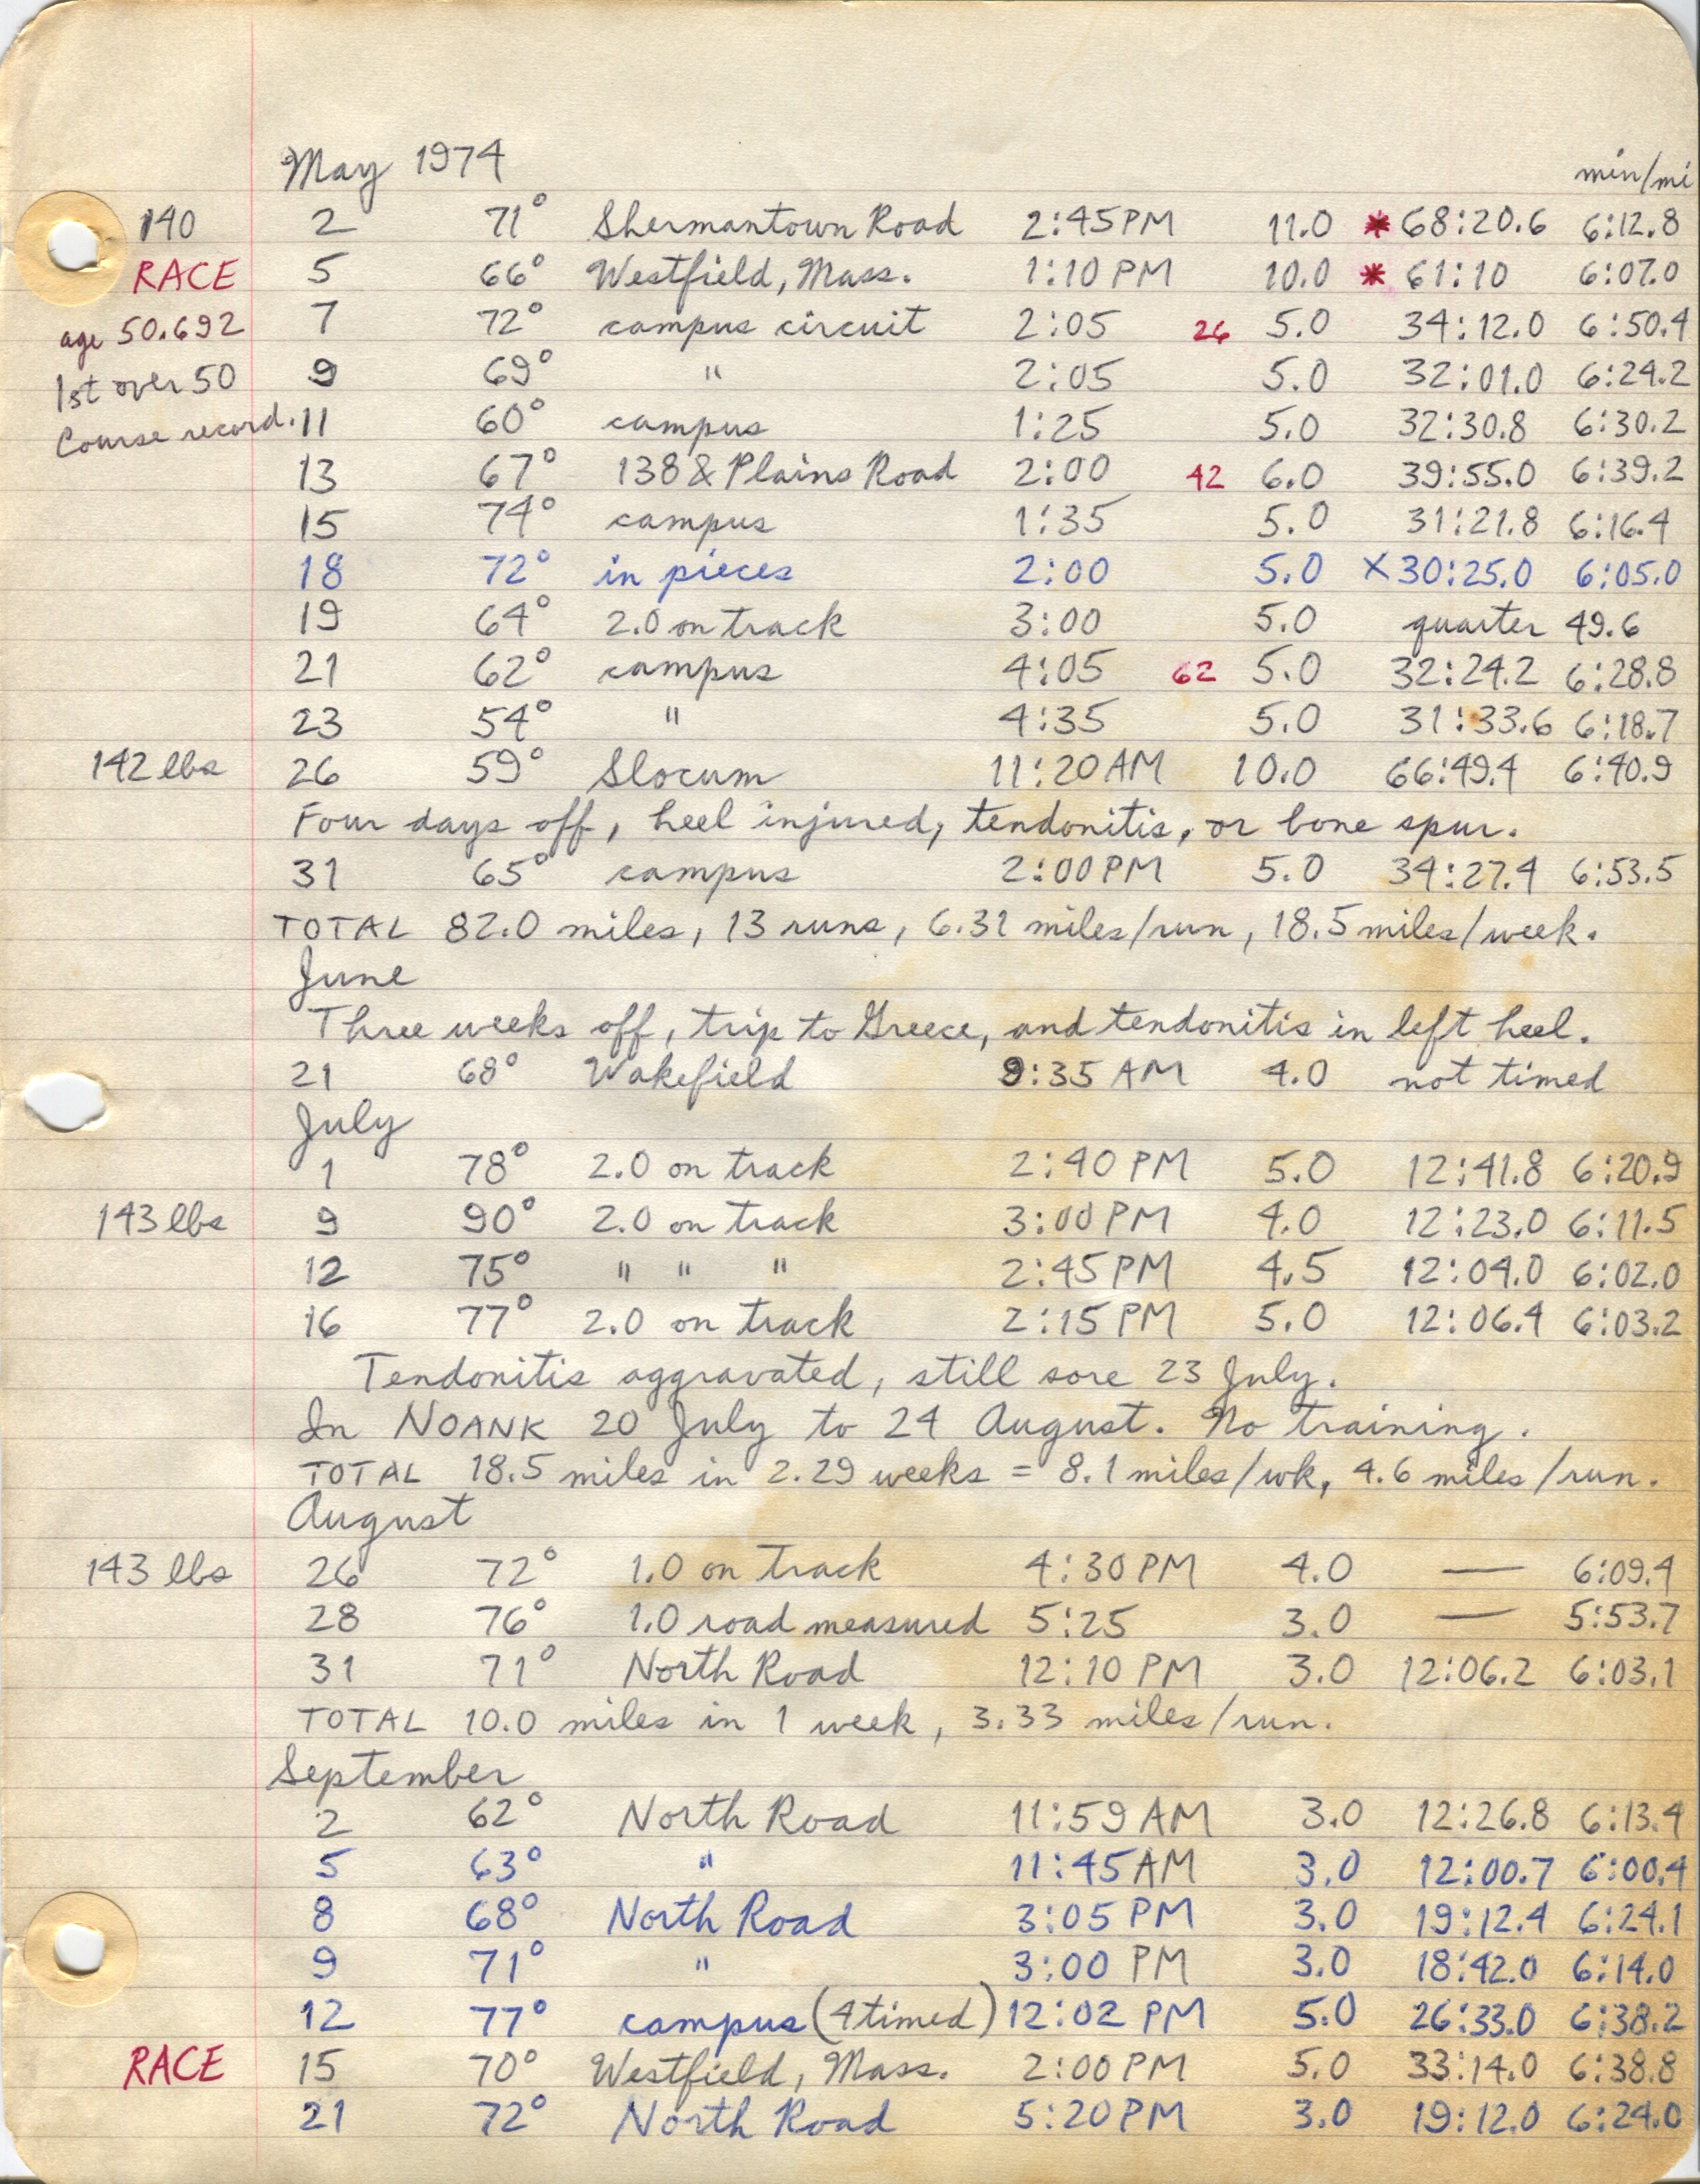 May 1974 min/mi
140 2 71° Shermantown Road 2:45PM 11.0 * 68:20.6 6:12.8
RACE 5 66° Westfield, Mass. 1:10 PM 10.0 * 61:10 6:07.0
age 50.692 7 72° campus circuit 2:05 26 5.0 34:12.0 6:50.4
1st over 50 9 69° " 2:05 5.0 32:01.0 6:24.2
Course record. 11 60° campus 1:25 5.0 32:30.8 6:30.2
13 67° 138 & Plains Road 2:00 42 6.0 39:55.0 6:39.2
15 74° campus 1:35 5.0 31:21.8 6:16.4
18 72° in pieces 2:00 5.0 X 30:25.0 6:05.0
19 64° 2.0 on track 3:00 5.0 quarter 49.6
21 62° campus 4:05 62 5.0 32:24.2 6:28.8
23 54° " 4:35 5.0 31:33.6 6:18.7
142 lbs 26 59° Slocum 11:20 AM 10.0 66:49.4 6:40.9
Four days off, heel injured, tendonitis, or bone spur.
31 65° campus 2:00 PM 5.0 34:27.4 6:53.5
TOTAL 82.0 miles, 13 runs, 6.31 miles/run, 18.5 miles/week.
June
Three weeks off, trip to Greece, and tendonitis in left heel.
21 68° Wakefield 9:35 AM 4.0 not timed
July
1 78° 2.0 on track 2:40 PM 5.0 12:41.8 6:20.9
143 lbs 9 90° 2.0 on track 3:00 PM 4.0 12:23.0 6:11.5
12 75° " " " 2:45 PM 4.5 12:04.0 6:02.0
16 77° 2.0 on track 2:15 PM 5.0 12:06.4 6:03.2
Tendonitis aggravated, still sore 23 July.
In NOANK 20 July to 24 August. No training.
TOTAL 18.5 miles in 2.29 weeks = 8.1 miles/wk, 4.6 miles/run.
August
143 lbs 26 72° 1.0 on track 4:30 PM 4.0 — 6:09.4
28 76° 1.0 road measured 5:25 3.0 — 5:53.7
31 71° North Road 12:10 PM 3.0 12:06.2 6:03.1
TOTAL 10.0 miles in 1 week, 3.33 miles/run.
September
2 62° North Road 11:59 AM 3.0 12:26.8 6:13.4
5 63° " 11:45 AM 3.0 12:00.7 6:00.4
8 68° North Road 3:05 PM 3.0 19:12.4 6:24.1
9 71° " 3:00 PM 3.0 18:42.0 6:14.0
12 77° campus (4 timed) 12:02 PM 5.0 26:33.0 6:38.2
RACE 15 70° Westfield, Mass. 2:00 PM 5.0 33:14.0 6:38.8
21 72° North Road 5:20 PM 3.0 19:12.0 6:24.0